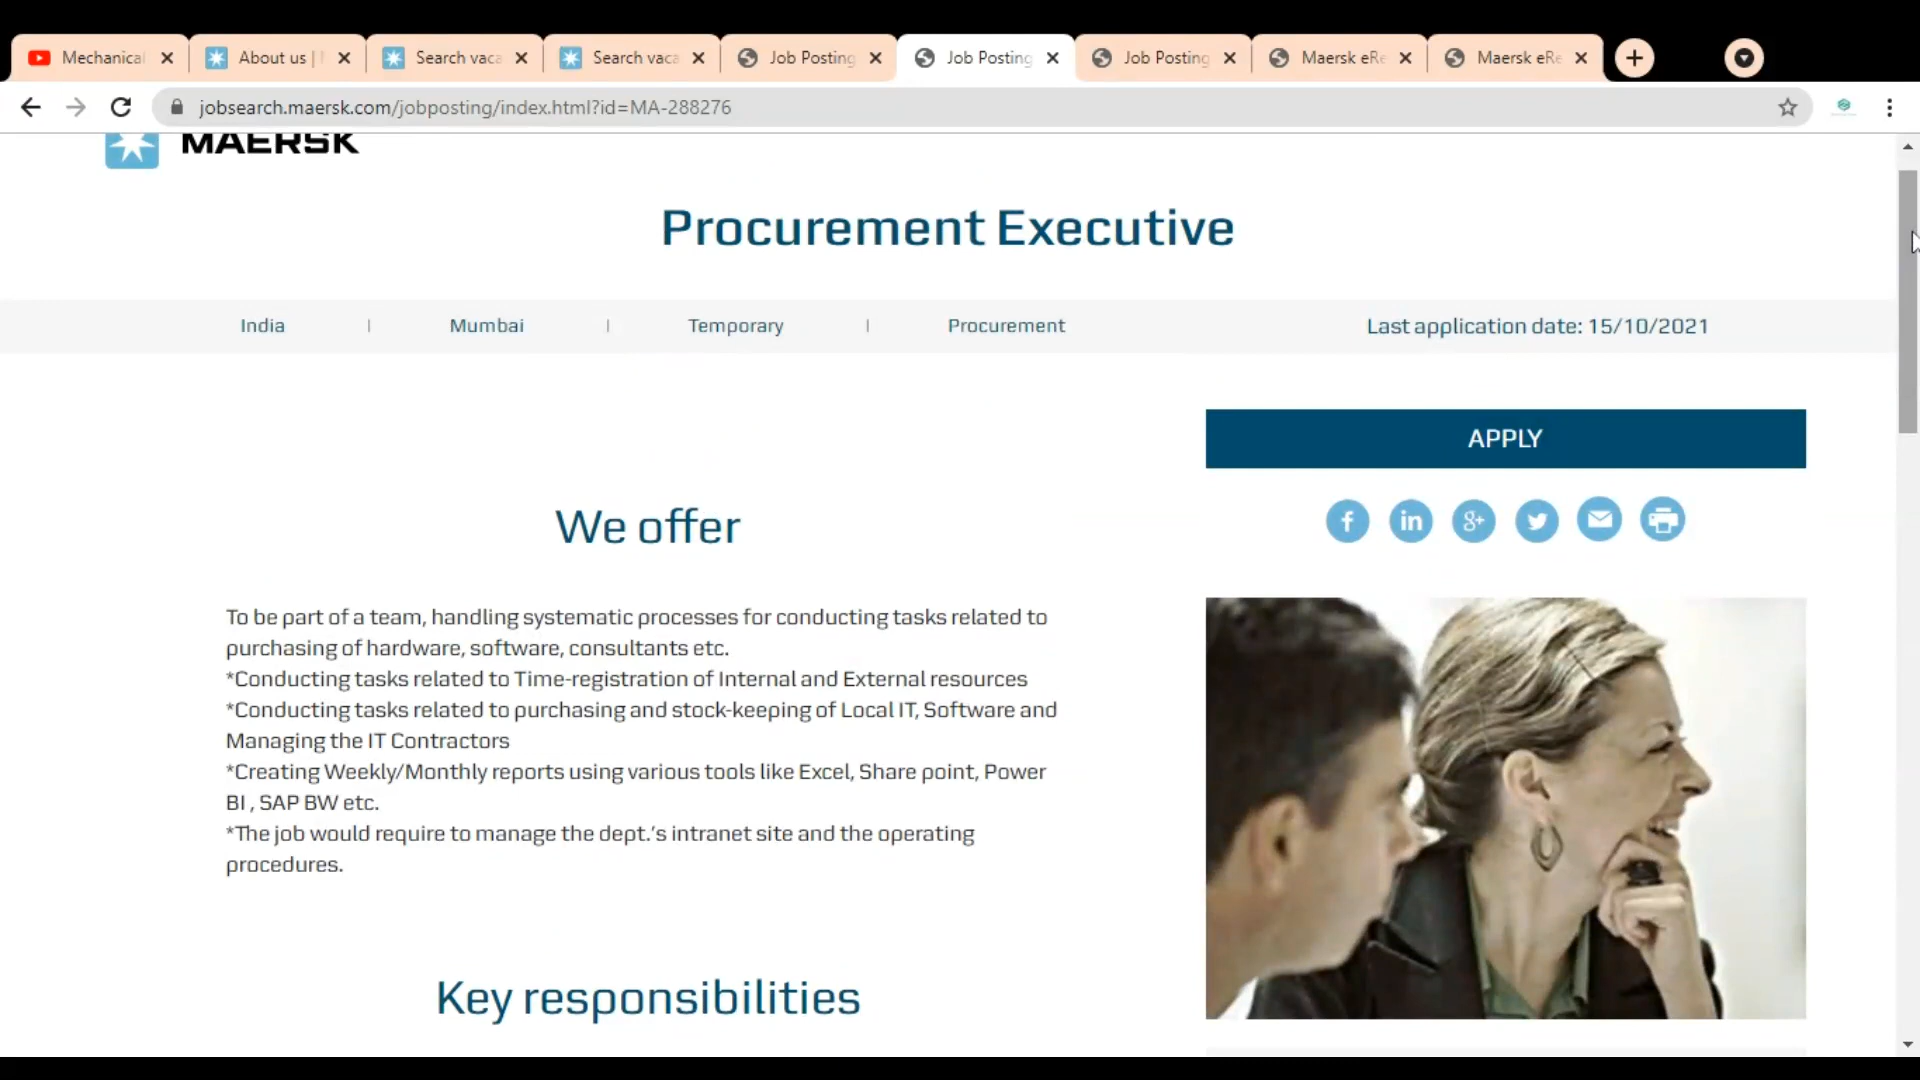 Mechanical
About us |
Search vaca
Search vaca
Job Posting
Job Posting
Job Posting
Maersk eRe
Maersk eRe
jobsearch.maersk.com/jobposting/index.html?id=MA-288276
MAERSK
Procurement Executive
India | Mumbai | Temporary | Procurement Last application date: 15/10/2021
APPLY
We offer
To be part of a team, handling systematic processes for conducting tasks related to
purchasing of hardware, software, consultants etc.
*Conducting tasks related to Time-registration of Internal and External resources
*Conducting tasks related to purchasing and stock-keeping of Local IT, Software and
Managing the IT Contractors
*Creating Weekly/Monthly reports using various tools like Excel, Share point, Power
BI , SAP BW etc.
*The job would require to manage the dept.'s intranet site and the operating
procedures.
Key responsibilities